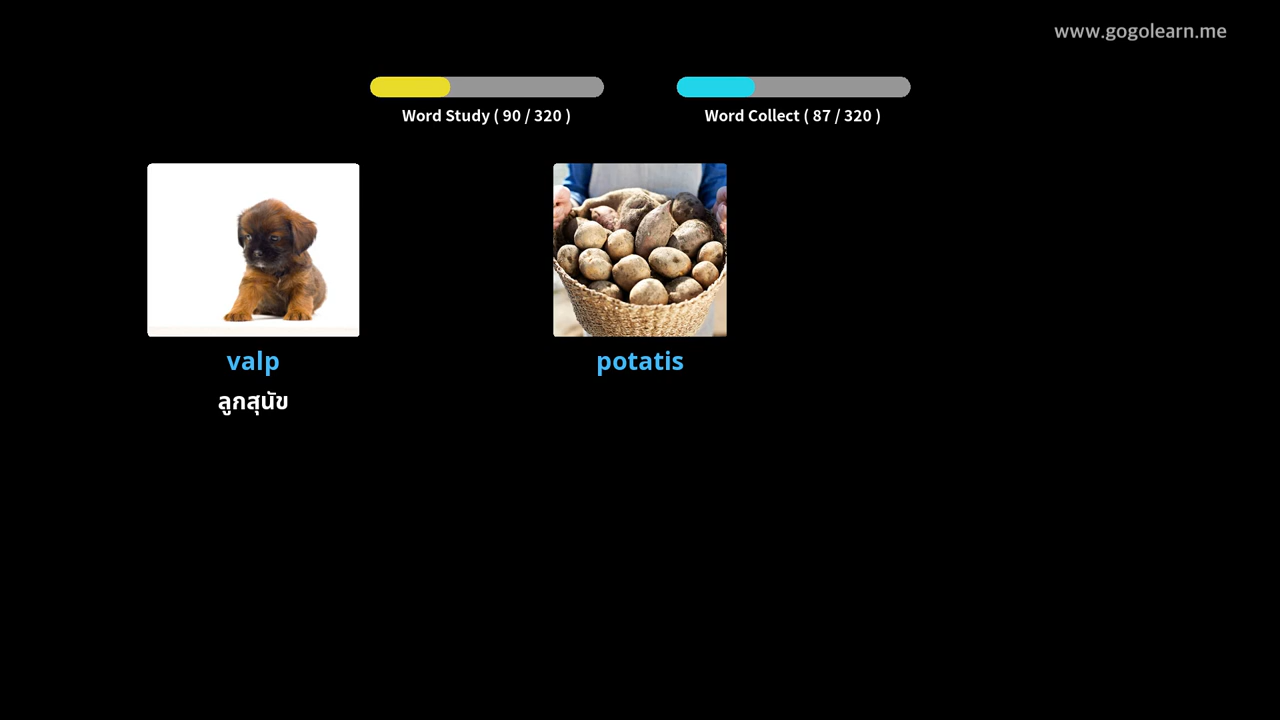 www.gogolearn.me
Word Study ( 90 / 320 )
Word Collect ( 87 / 320 )
valp
potatis
ลูกสุนัข